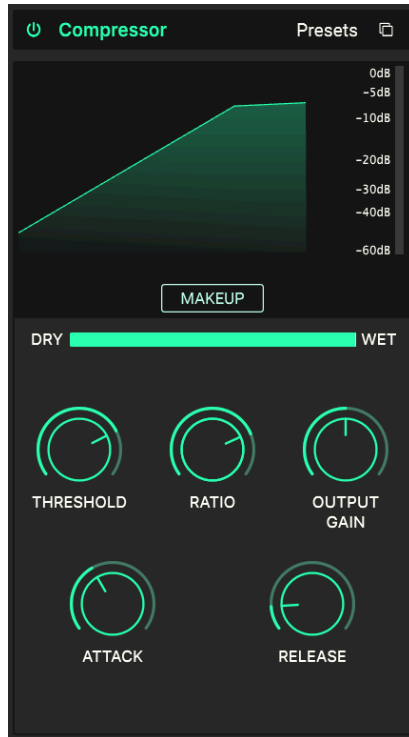 Compressor Presets
0dB
-5dB
-10dB
-20dB
-30dB
-40dB
-60dB
MAKEUP
DRY WET
THRESHOLD RATIO OUTPUT
GAIN
ATTACK RELEASE